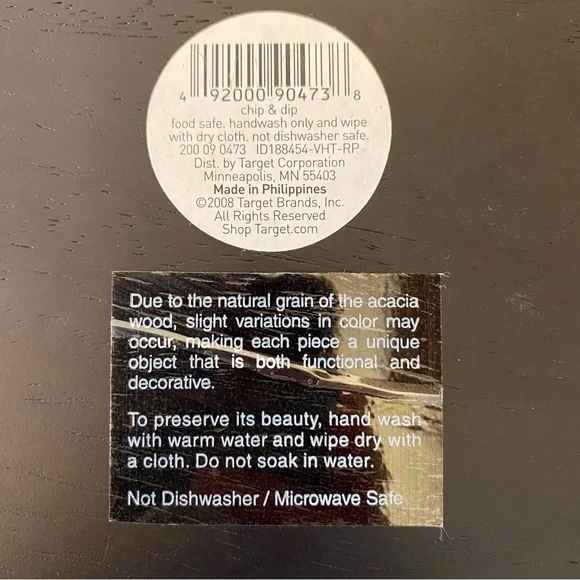 4 92000 90473 8
chip & dip
food safe. handwash only and wipe
with dry cloth. not dishwasher safe.
200 09 0473 ID188454-VHT-RP
Dist. by Target Corporation
Minneapolis, MN 55403
Made in Philippines
©2008 Target Brands, Inc.
All Rights Reserved
Shop Target.com
Due to the natural grain of the acacia
wood, slight variations in color may
occur, making each piece a unique
object that is both functional and
decorative.
To preserve its beauty, hand wash
with warm water and wipe dry with
a cloth. Do not soak in water.
Not Dishwasher / Microwave Safe